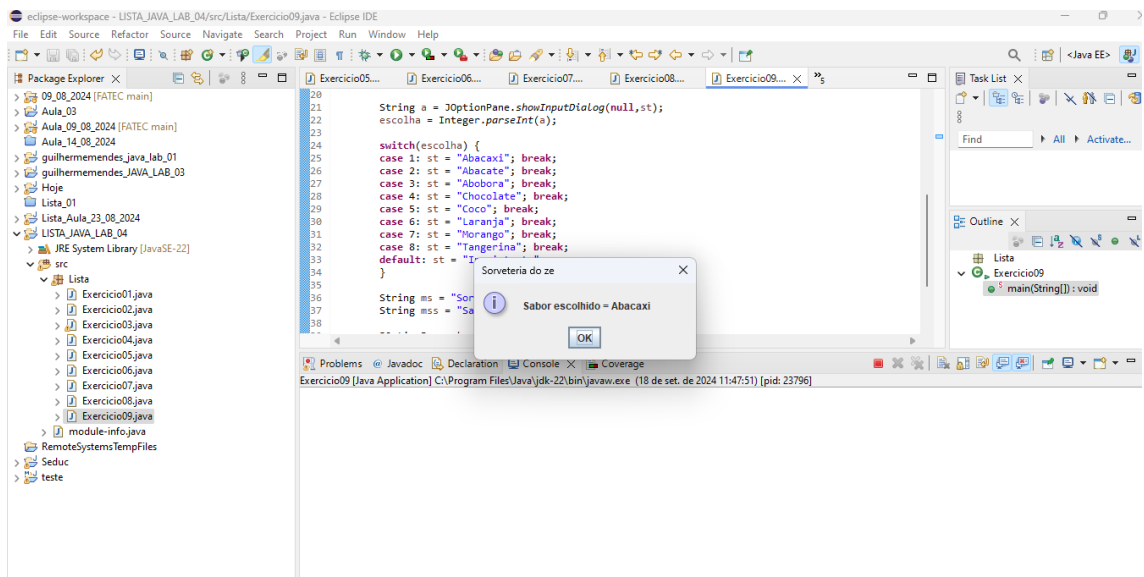 eclipse-workspace - LISTA_JAVA_LAB_04/src/Lista/Exercicio09.java - Eclipse IDE
File Edit Source Refactor Source Navigate Search Project Run Window Help
<Java EE>
Package Explorer
09_08_2024 [FATEC main]
Aula_03
Aula_09_08_2024 [FATEC main]
Aula_14_08_2024
guilhermemendes_java_lab_01
guilhermemendes_JAVA_LAB_03
Hoje
Lista_01
Lista_Aula_23_08_2024
LISTA_JAVA_LAB_04
JRE System Library [JavaSE-22]
src
Lista
Exercicio01.java
Exercicio02.java
Exercicio03.java
Exercicio04.java
Exercicio05.java
Exercicio06.java
Exercicio07.java
Exercicio08.java
Exercicio09.java
module-info.java
RemoteSystemsTempFiles
Seduc
teste
Exercicio05.... Exercicio06.... Exercicio07.... Exercicio08.... Exercicio09.... »5
20
21 String a = JOptionPane.showInputDialog(null,st);
22 escolha = Integer.parseInt(a);
23
24 switch(escolha) {
25 case 1: st = "Abacaxi"; break;
26 case 2: st = "Abacate"; break;
27 case 3: st = "Abobora"; break;
28 case 4: st = "Chocolate"; break;
29 case 5: st = "Coco"; break;
30 case 6: st = "Laranja"; break;
31 case 7: st = "Morango"; break;
32 case 8: st = "Tangerina"; break;
33 default: st =
34 }
35
36 String ms = "Sor
37 String mss = "Sa
38
Sorveteria do ze
Sabor escolhido = Abacaxi
OK
Problems @ Javadoc Declaration Console Coverage
Exercicio09 [Java Application] C:\Program Files\Java\jdk-22\bin\javaw.exe (18 de set. de 2024 11:47:51) [pid: 23796]
Task List
Find All Activate...
Outline
Lista
Exercicio09
main(String[]) : void